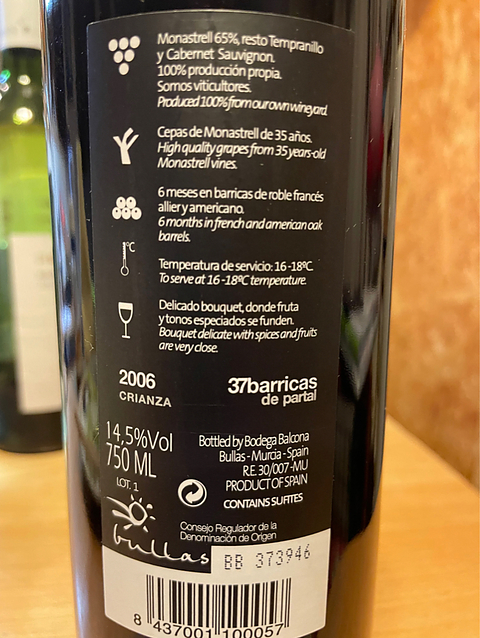 Monastrell 65%, resto Tempranillo
y Cabernet Sauvignon.
100% producción propia.
Somos viticultores.
Produced 100% from our own wineyard.
Cepas de Monastrell de 35 años.
High quality grapes from 35 years-old
Monastrell vines.
6 meses en barricas de roble francés
allier y americano.
6 months in french and american oak
barrels.
ºC
Temperatura de servicio: 16 -18ºC.
To serve at 16 -18ºC temperature.
Delicado bouquet, donde fruta
y tonos especiados se funden.
Bouquet delicate with spices and fruits
are very close.
2006
CRIANZA
37barricas
de partal
14,5%Vol
750 ML
LOT. 1
Bottled by Bodega Balcona
Bullas - Murcia - Spain
R.E. 30/007 -MU
PRODUCT OF SPAIN
CONTAINS SUFITES
Consejo Regulador de la
Denominación de Origen
bullas
BB 373946
8 437001 100057